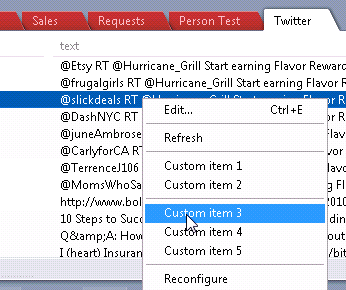 Sales Requests Person Test Twitter
text
@Etsy RT @Hurricane_Grill Start earning Flavor Reward
@frugalgirls RT @Hurricane_Grill Start earning Flavor
@slickdeals RT @Hurricane_Grill Start earning Flavor R
@DashNYC RT
@juneAmbrose
@CarlyforCA RT
@TerrenceJ106
@MomsWhoSa
http://www.bol 2010
10 Steps to Succ
Q&amp;A: How out
I (heart) Insuran /bit
Edit... Ctrl+E
Refresh
Custom item 1
Custom item 2
Custom item 3
Custom item 4
Custom item 5
Reconfigure